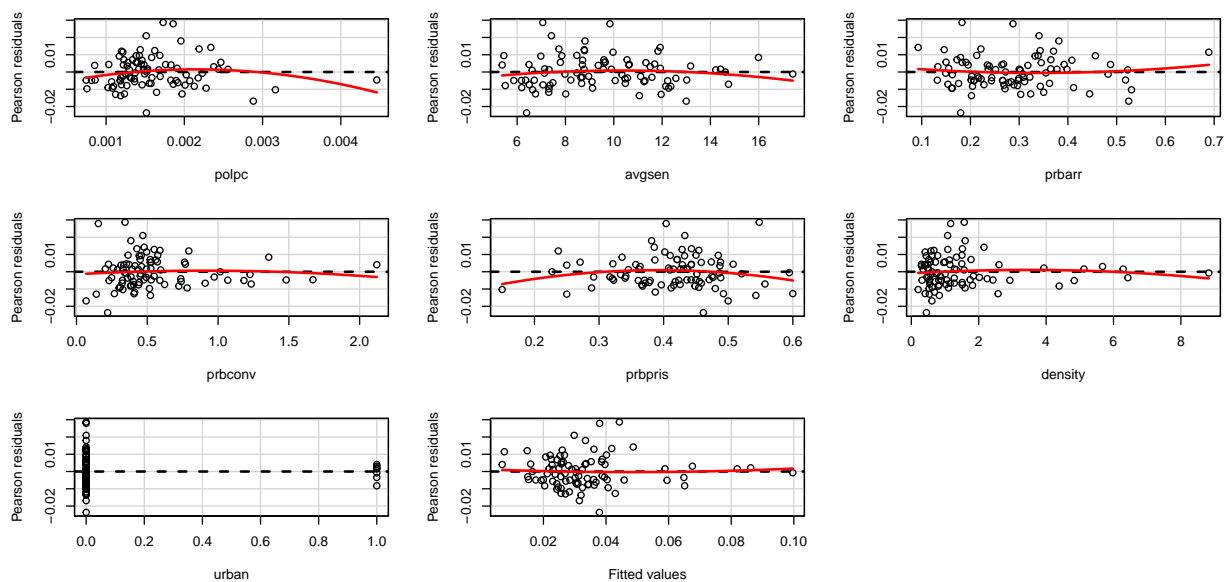 Pearson residuals
−0.02
0.01
0.001 0.002 0.003 0.004
polpc
Pearson residuals
−0.02
0.01
6 8 10 12 14 16
avgsen
Pearson residuals
−0.02
0.01
0.1 0.2 0.3 0.4 0.5 0.6 0.7
prbarr
Pearson residuals
−0.02
0.01
0.0 0.5 1.0 1.5 2.0
prbconv
Pearson residuals
−0.02
0.01
0.2 0.3 0.4 0.5 0.6
prbpris
Pearson residuals
−0.02
0.01
0 2 4 6 8
density
Pearson residuals
−0.02
0.01
0.0 0.2 0.4 0.6 0.8 1.0
urban
Pearson residuals
−0.02
0.01
0.02 0.04 0.06 0.08 0.10
Fitted values